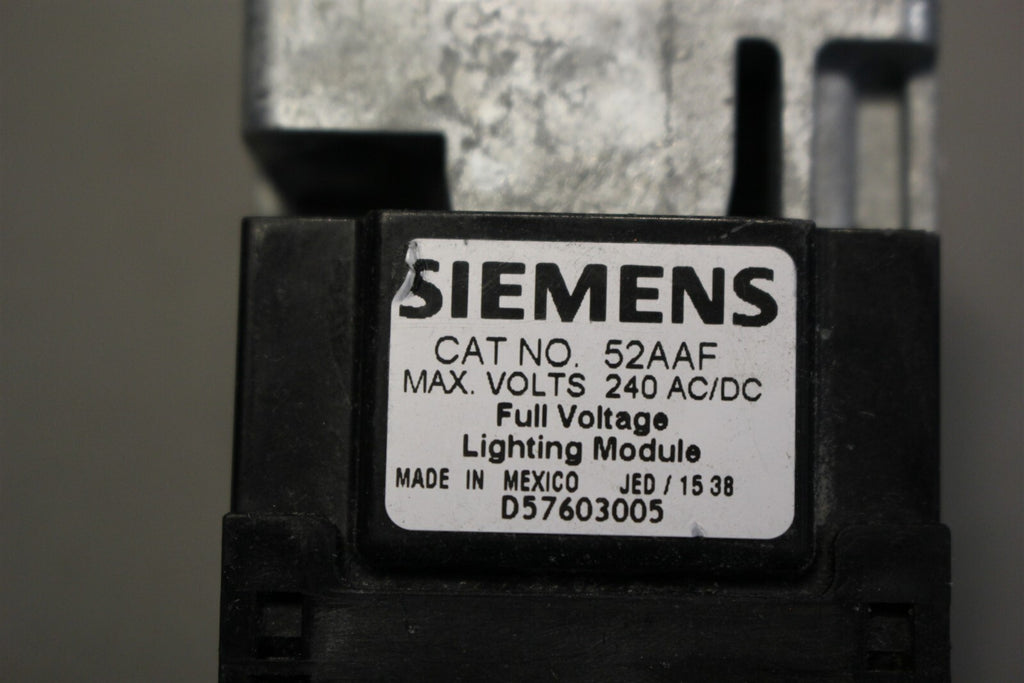 SIEMENS
CAT NO. 52AAF
MAX. VOLTS 240 AC/DC
Full Voltage
Lighting Module
MADE IN MEXICO JED / 15 38
D57603005